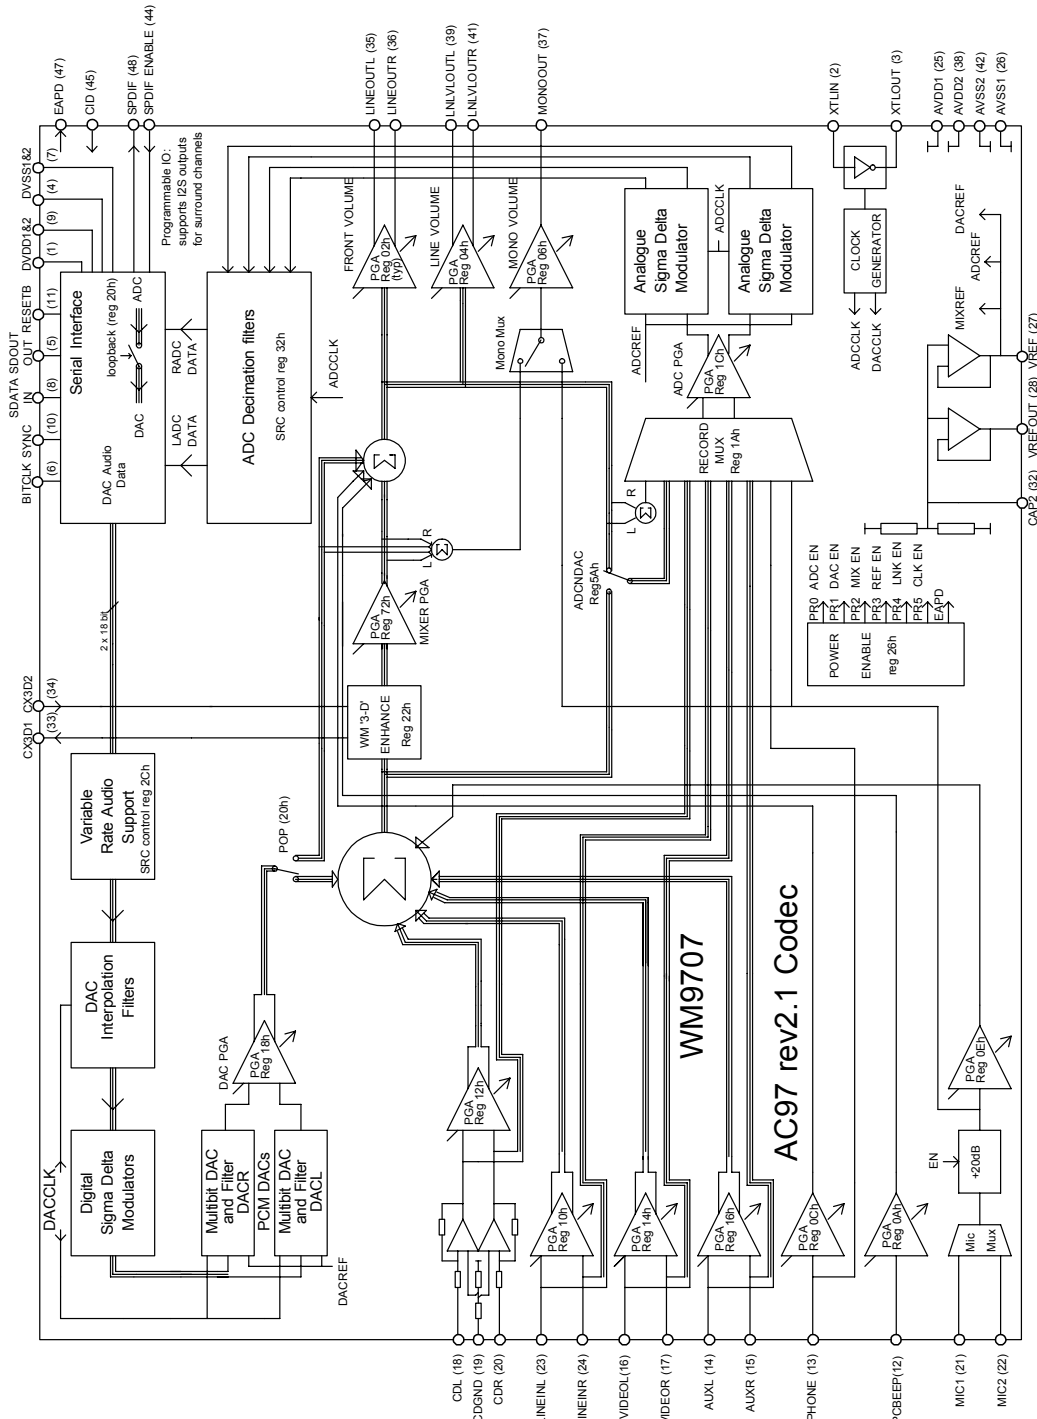 EAPD (47)
CID (45)
SPDIF (48)
SPDIF ENABLE (44)
LINEOUTL (35)
LINEOUTR (36)
LNLVLOUTL (39)
LNLVLOUTR (41)
MONOOUT (37)
XTLIN (2)
XTLOUT (3)
AVDD1 (25)
AVDD2 (38)
AVSS2 (42)
AVSS1 (26)
DVSS1&2
(7)
(4)
DVDD1&2
(9)
(1)
RESETB
(11)
SDATA SDOUT
OUT
(5)
IN
(8)
SYNC
(10)
BITCLK
(6)
CX3D2
(34)
CX3D1
(33)
Serial Interface
loopback (reg 20h)
ADC
DAC
DAC Audio
Data
Programmable IO:
supports I2S outputs
for surround channels
RADC
DATA
LADC
DATA
ADC Decimation filters
SRC control reg 32h
ADCCLK
FRONT VOLUME
PGA
Reg 02h
(typ)
LINE VOLUME
PGA
Reg 04h
MONO VOLUME
PGA
Reg 06h
Mono Mux
Analogue
Sigma Delta
Modulator
ADCCLK
Analogue
Sigma Delta
Modulator
ADCREF
ADC PGA
PGA
Reg 1Ch
RECORD
MUX
Reg 1Ah
CLOCK
GENERATOR
ADCCLK
DACCLK
DACREF
ADCREF
MIXREF
VREF (27)
VREFOUT (28)
CAP2 (32)
Σ
R
L
Σ
R
L
Σ
PGA
Reg 72h
MIXER PGA
ADCNDAC
Reg5Ah
WM '3-D'
ENHANCE
Reg 22h
PR0 ADC EN
PR1 DAC EN
PR2 MIX EN
PR3 REF EN
PR4 LNK EN
PR5 CLK EN
EAPD
POWER
ENABLE
reg 26h
2 x 18 bit
Variable
Rate Audio
Support
SRC control reg 2Ch
POP (20h)
Σ
DAC
Interpolation
Filters
DAC PGA
PGA
Reg 18h
DACCLK
Digital
Sigma Delta
Modulators
Multibit DAC
and Filter
DACR
PCM DACs
Multibit DAC
and Filter
DACL
DACREF
WM9707
AC97 rev2.1 Codec
PGA
Reg 12h
PGA
Reg 10h
PGA
Reg 14h
PGA
Reg 16h
PGA
Reg 0Ch
PGA
Reg 0Ah
PGA
Reg 0Eh
EN
+20dB
Mic
Mux
CDL (18)
CDGND (19)
CDR (20)
LINEINL (23)
LINEINR (24)
VIDEOL(16)
VIDEOR (17)
AUXL (14)
AUXR (15)
PHONE (13)
PCBEEP(12)
MIC1 (21)
MIC2 (22)